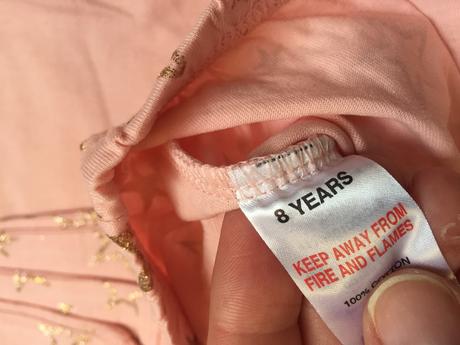 8 YEARS
KEEP AWAY FROM
FIRE AND FLAMES
100% COTTON